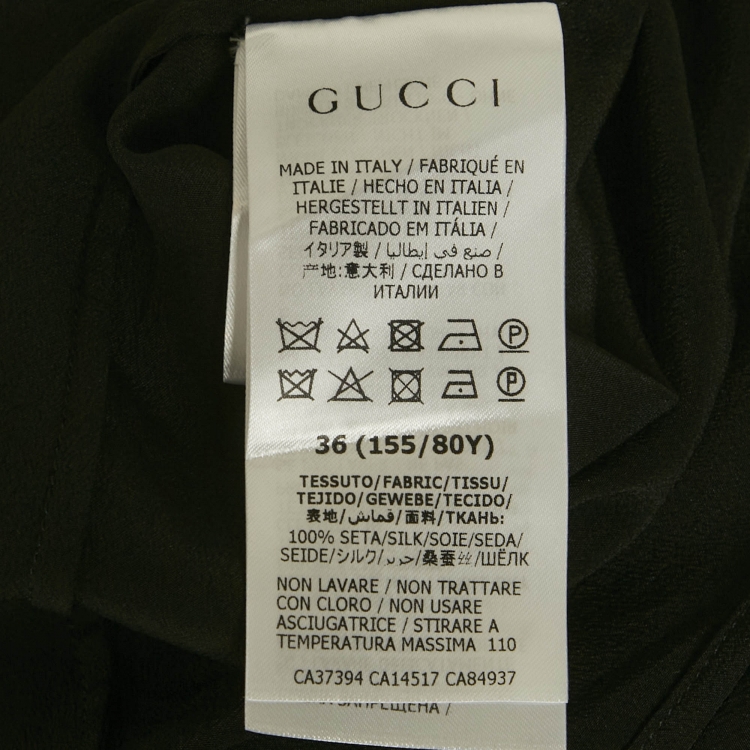 GUCCI
MADE IN ITALY / FABRIQUÉ EN
ITALIE / HECHO EN ITALIA /
HERGESTELLT IN ITALIEN /
FABRICADO EM ITÁLIA /
イタリア製 / صنع في إيطاليا /
产地:意大利 / СДЕЛАНО В
ИТАЛИИ
P
P
36 (155/80Y)
TESSUTO/FABRIC/TISSU/
TEJIDO/GEWEBE/TECIDO/
表地/قماش/面料/ТКАНЬ:
100% SETA/SILK/SOIE/SEDA/
SEIDE/シルク/حرير/桑蚕丝/ШЁЛК
NON LAVARE / NON TRATTARE
CON CLORO / NON USARE
ASCIUGATRICE / STIRARE A
TEMPERATURA MASSIMA 110
CA37394 CA14517 CA84937
ЗАПРЕЩЕНА /